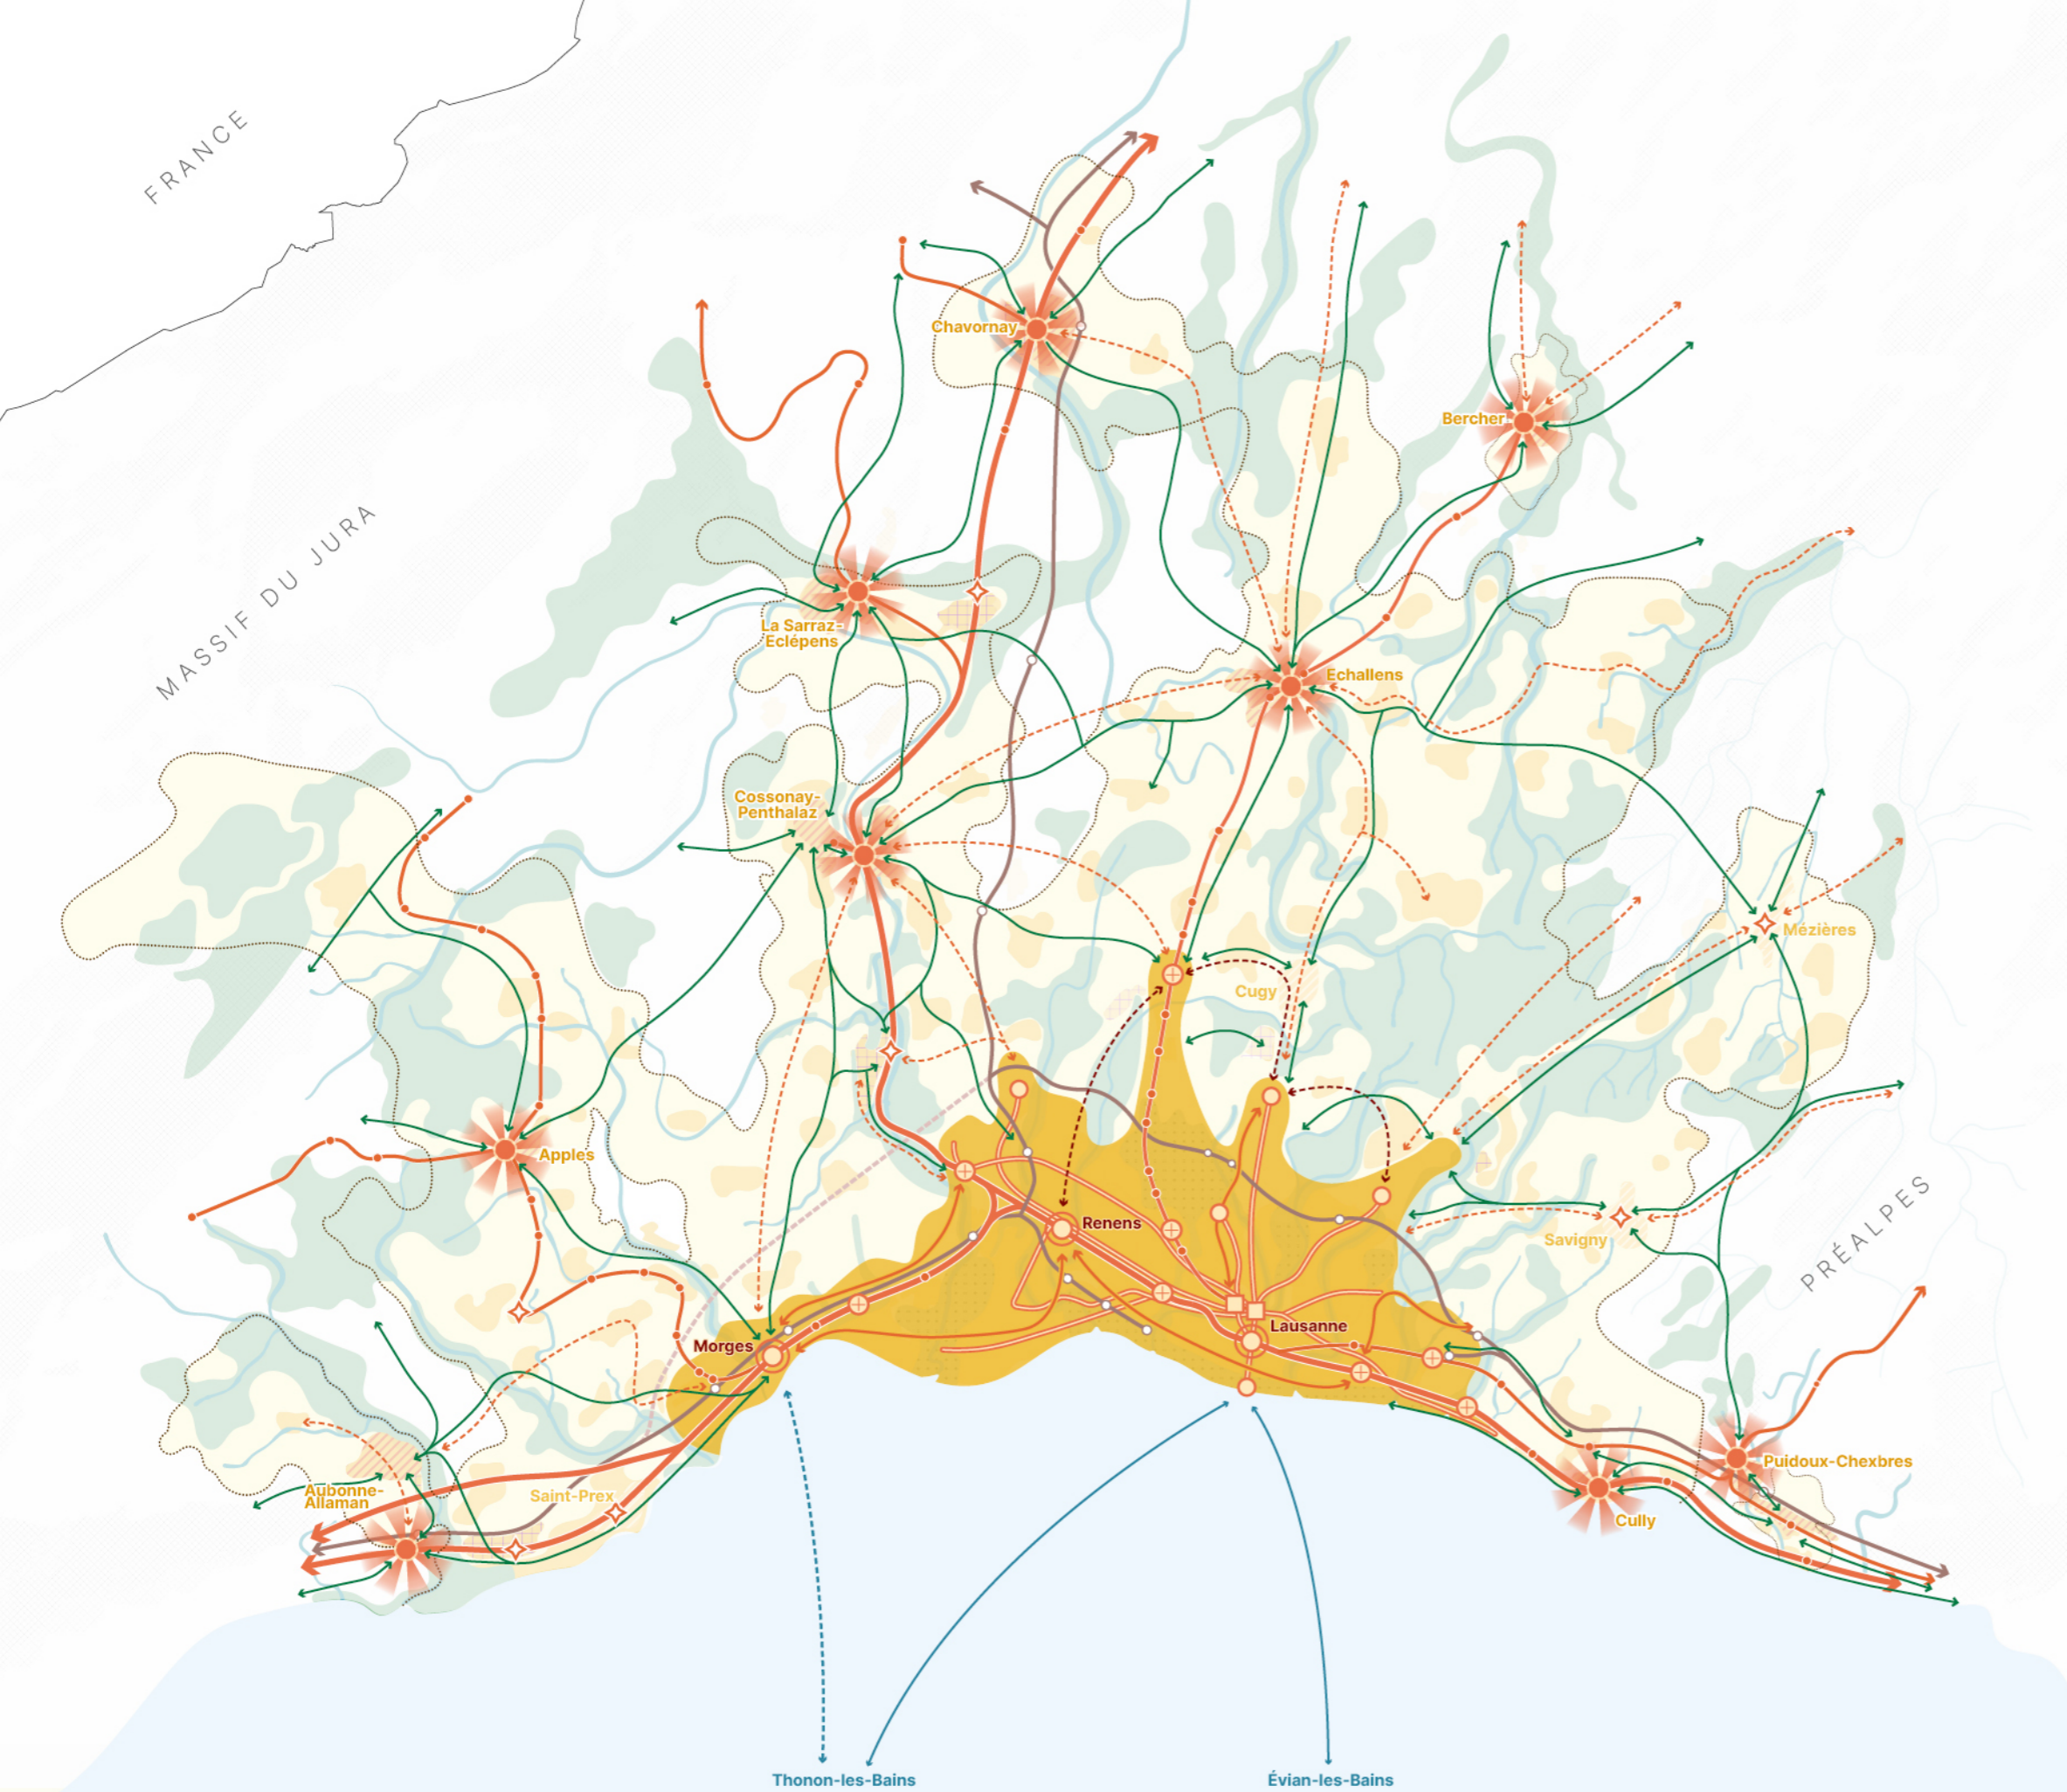 FRANCE
Chavornay
Bercher
MASSIF DU JURA
La Sarraz-
Eclépens
Echallens
Cossonay-
Penthalaz
Mézières
Cugy
Apples
Renens
Savigny
PRÉALPES
Lausanne
Morges
Puidoux-Chexbres
Aubonne-
Allaman
Saint-Prex
Cully
Thonon-les-Bains
Évian-les-Bains